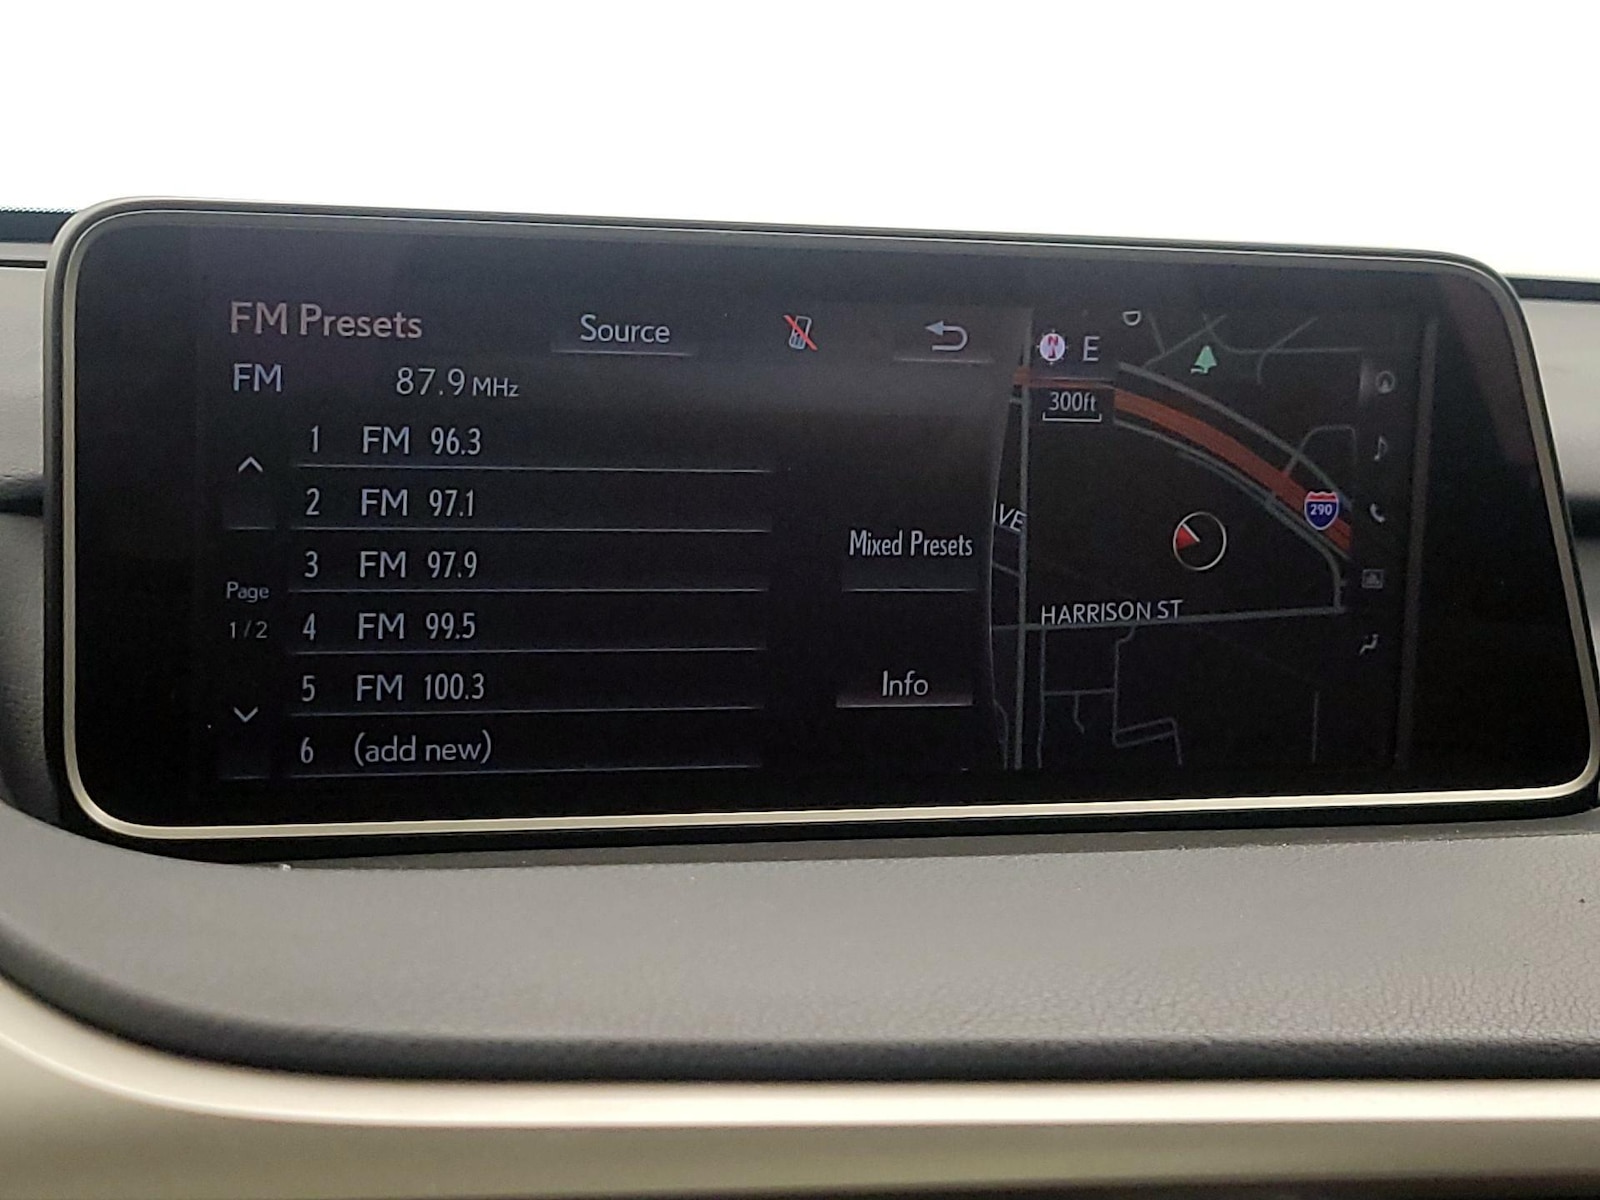 FM Presets
Source
FM 87.9 MHz
1 FM 96.3
2 FM 97.1
3 FM 97.9
4 FM 99.5
5 FM 100.3
6 (add new)
Page
1/2
Mixed Presets
Info
N E
300ft
290
VE
HARRISON ST